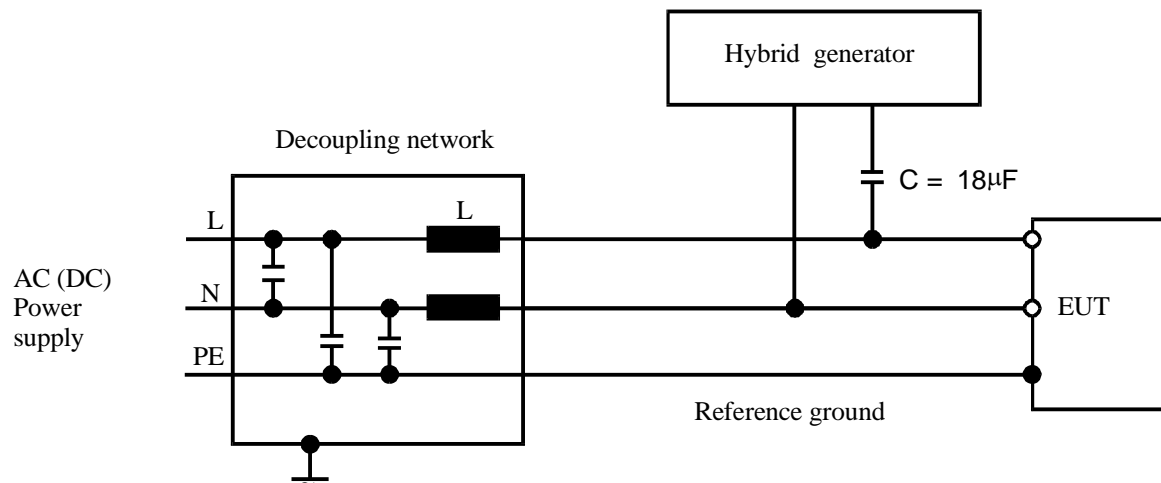 Hybrid generator
Decoupling network
C = 18µF
L
L
AC (DC)
Power
supply
N
EUT
PE
Reference ground